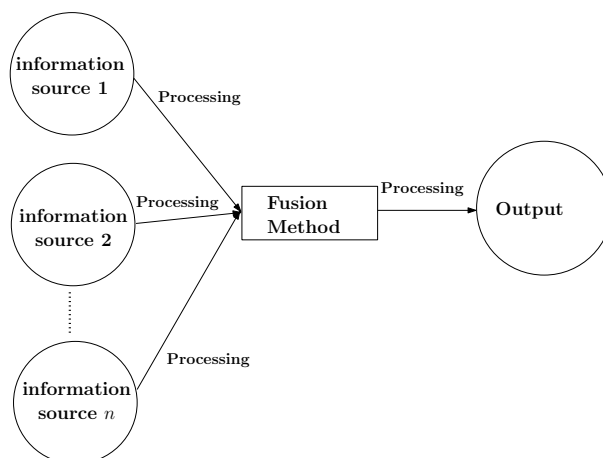 information
source 1
Processing
information
source 2
Processing
Fusion
Method
Processing
Output
Processing
information
source n